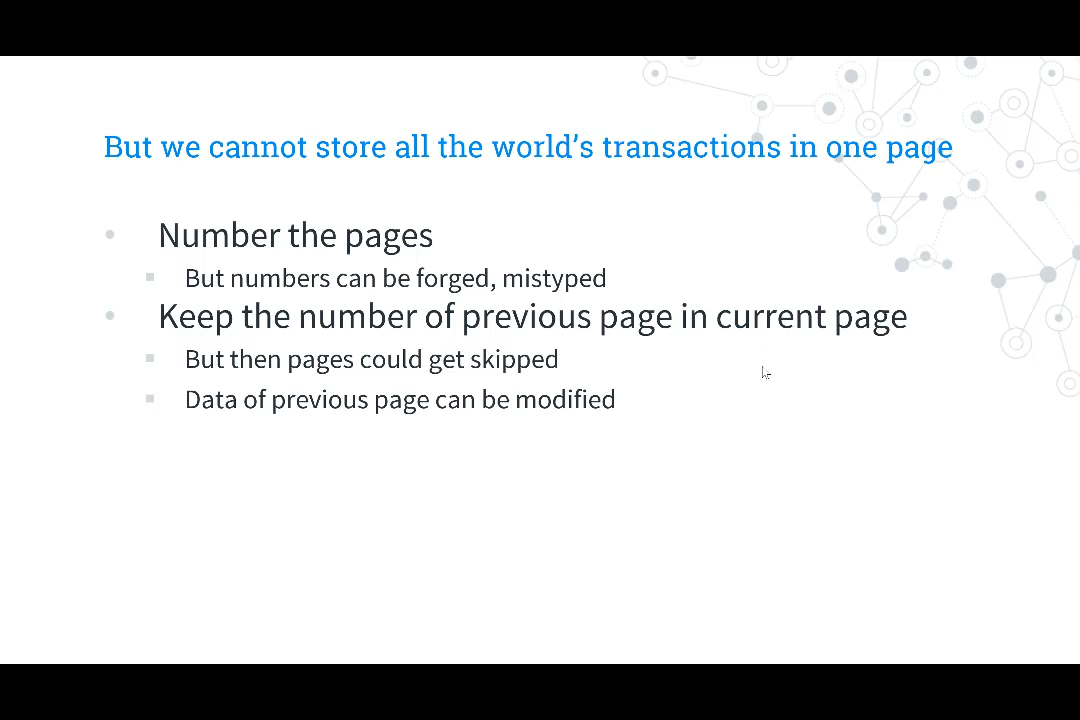 But we cannot store all the world’s transactions in one page
• Number the pages
▪ But numbers can be forged, mistyped
• Keep the number of previous page in current page
▪ But then pages could get skipped
▪ Data of previous page can be modified